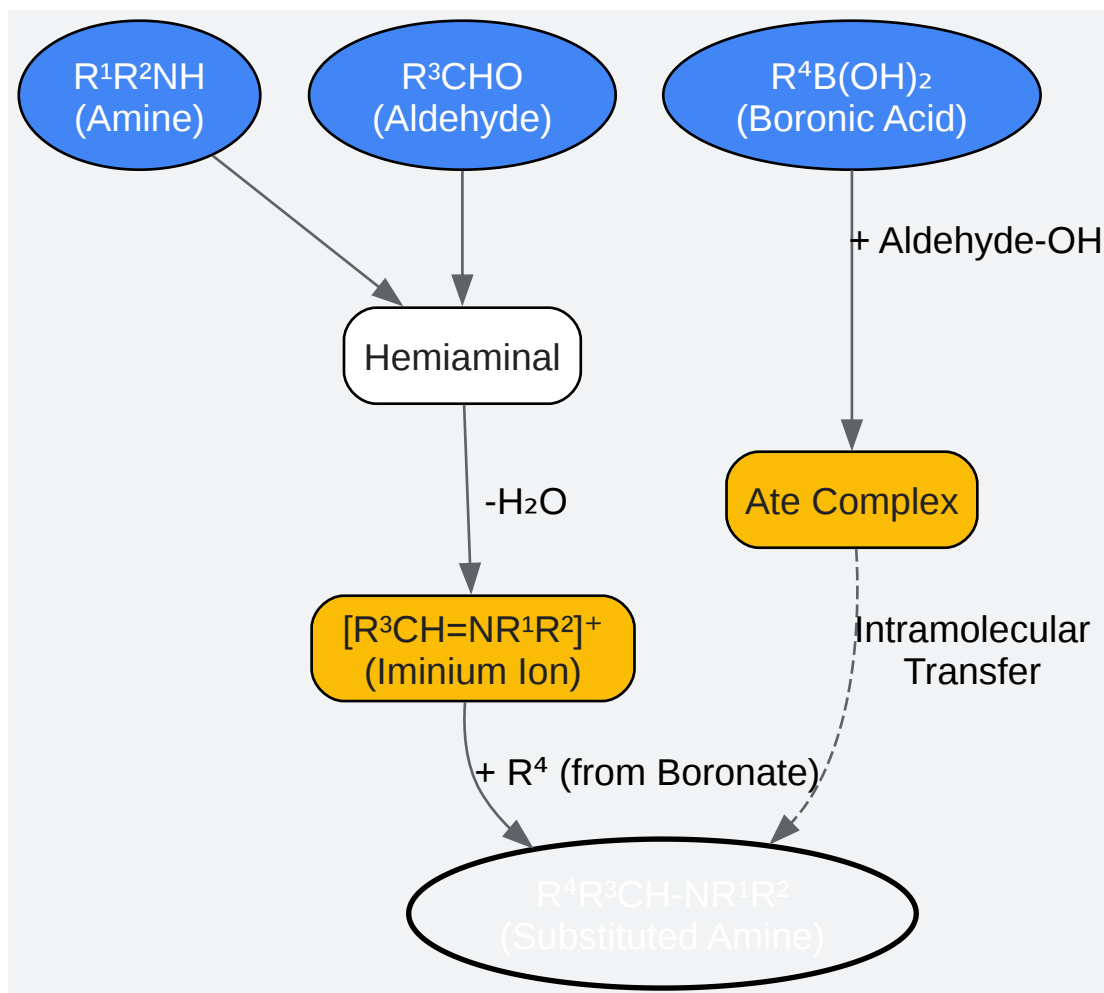 R¹R²NH
(Amine)
R³CHO
(Aldehyde)
R⁴B(OH)₂
(Boronic Acid)
+ Aldehyde-OH
Hemiaminal
-H₂O
Ate Complex
[R³CH=NR¹R²]⁺
(Iminium Ion)
Intramolecular
Transfer
+ R⁴ (from Boronate)
R⁴R³CH-NR¹R²
(Substituted Amine)